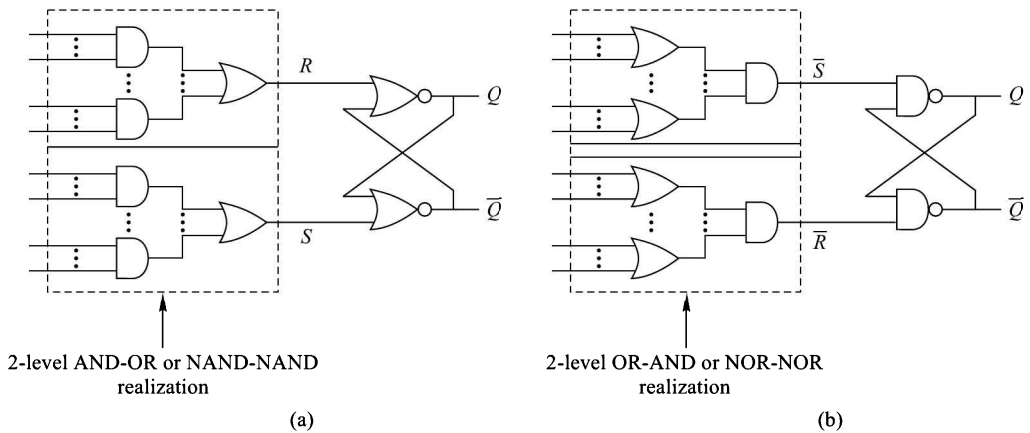 R
Q
S
Q̅
2-level AND-OR or NAND-NAND
realization
(a)
S̅
Q
R̅
Q̅
2-level OR-AND or NOR-NOR
realization
(b)